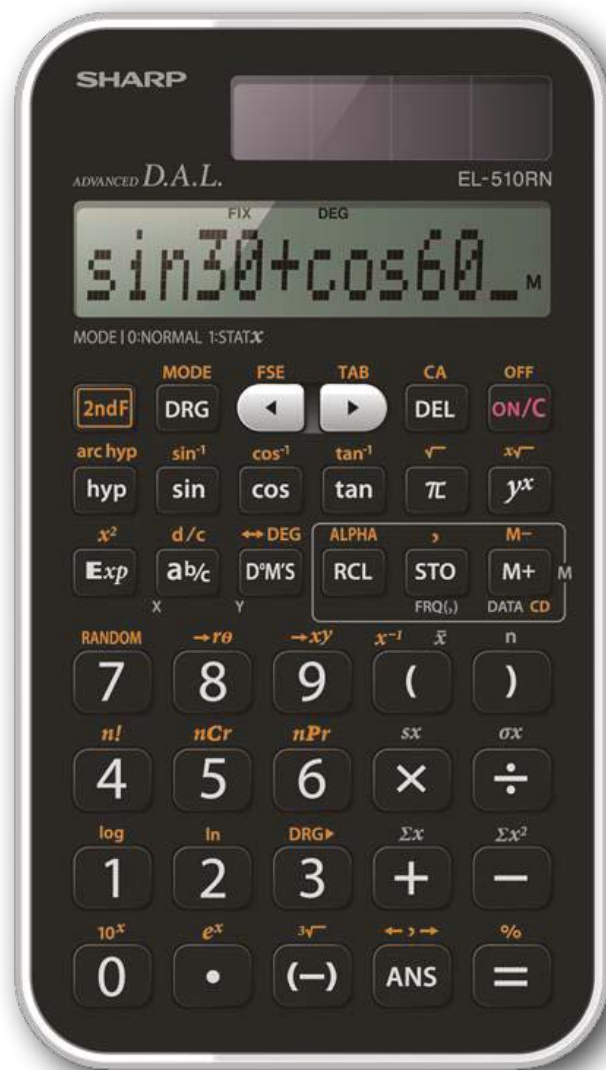 SHARP
ADVANCED D.A.L. EL-510RN
FIX DEG
sin30+cos60_ M
MODE | 0:NORMAL 1:STATx
MODE FSE TAB CA OFF
2ndF DRG ◄ ► DEL ON/C
arc hyp sin⁻¹ cos⁻¹ tan⁻¹ √‾ ˣ√‾
hyp sin cos tan π yˣ
x² d/c ↔DEG ALPHA , M−
Exp ab/c D°M'S RCL STO M+ M
X Y FRQ(,) DATA CD
RANDOM →rθ →xy x⁻¹ x̄ n
7 8 9 ( )
n! nCr nPr sx σx
4 5 6 × ÷
log ln DRG► Σx Σx²
1 2 3 + −
10ˣ eˣ ³√‾ ←,→ %
0 • (−) ANS =